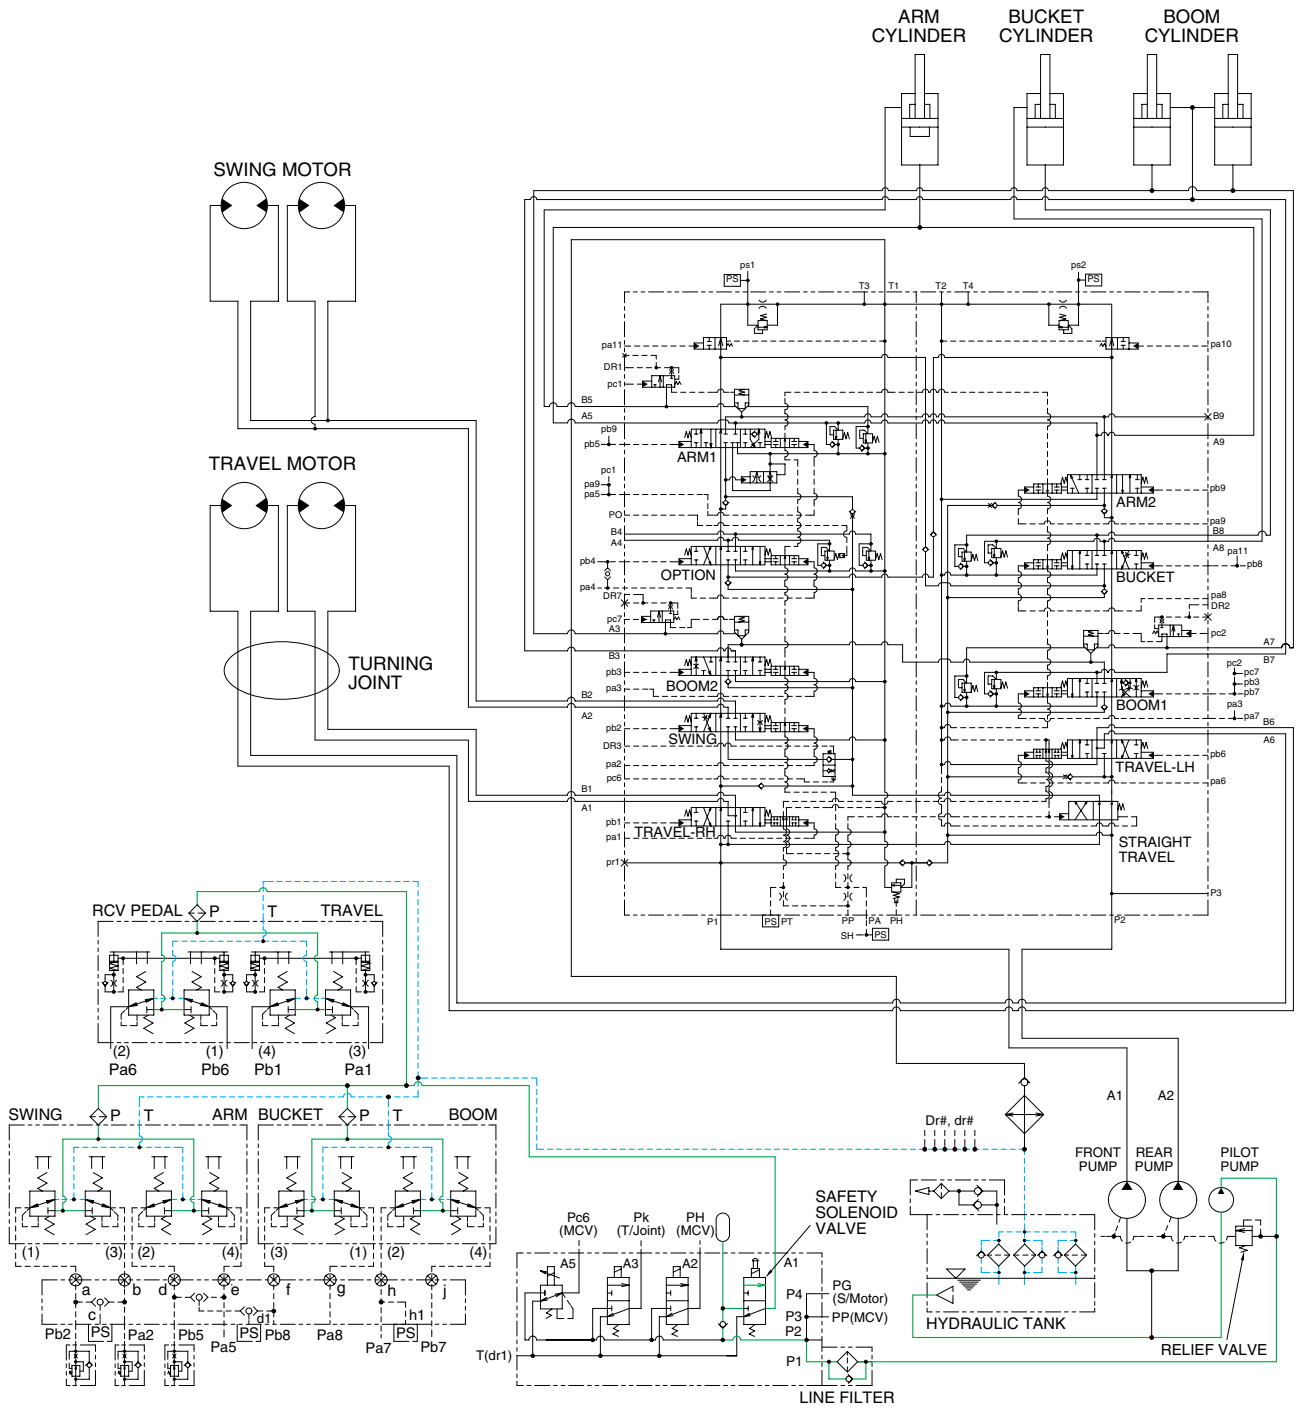 ARM
CYLINDER
BUCKET
CYLINDER
BOOM
CYLINDER
SWING MOTOR
TRAVEL MOTOR
TURNING
JOINT
ps1
PS
ps2
PS
T3
T1
T2
T4
pa11
pa10
DR1
pc1
B5
A5
B9
A9
pb9
pb5
ARM1
pc1
pa9
pa5
ARM2
pb9
pa9
PO
B4
A4
B8
A8
pa11
pb8
pb4
OPTION
BUCKET
pa4
DR7
pa8
DR2
pc7
A3
pc2
A7
B7
B3
pb3
BOOM2
pa3
pc2
pc7
pb3
pb7
BOOM1
pa3
pa7
B2
A2
pb2
SWING
B6
A6
DR3
pa2
pc6
pb6
TRAVEL-LH
pa6
B1
A1
pb1
TRAVEL-RH
pa1
STRAIGHT
TRAVEL
pr1
P3
P1
PS
PT
PP
PA
PH
P2
SH
PS
RCV PEDAL
P
T
TRAVEL
(2)
(1)
(4)
(3)
Pa6
Pb6
Pb1
Pa1
SWING
P
T
ARM
BUCKET
P
T
BOOM
(1)
(3)
(2)
(4)
(3)
(1)
(2)
(4)
a
b
d
e
f
g
h
j
c
d1
h1
Pb2
PS
Pa2
Pb5
Pa5
PS
Pb8
Pa8
Pa7
PS
Pb7
Pc6
(MCV)
Pk
(T/Joint)
PH
(MCV)
SAFETY
SOLENOID
VALVE
A5
A3
A2
A1
P4
PG
(S/Motor)
P3
PP(MCV)
P2
T(dr1)
P1
LINE FILTER
Dr#, dr#
A1
A2
FRONT
PUMP
REAR
PUMP
PILOT
PUMP
HYDRAULIC TANK
RELIEF VALVE